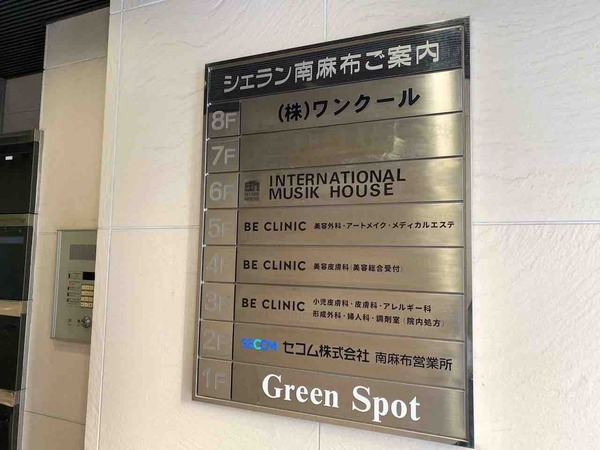 シェラン南麻布ご案内
8F (株)ワンクール
7F
6F INTERNATIONAL
MUSIK HOUSE
5F BE CLINIC 美容外科・アートメイク・メディカルエステ
4F BE CLINIC 美容皮膚科(美容総合受付)
3F BE CLINIC 小児皮膚科・皮膚科・アレルギー科
形成外科・婦人科・調剤室(院内処方)
2F SECOM セコム株式会社 南麻布営業所
1F Green Spot